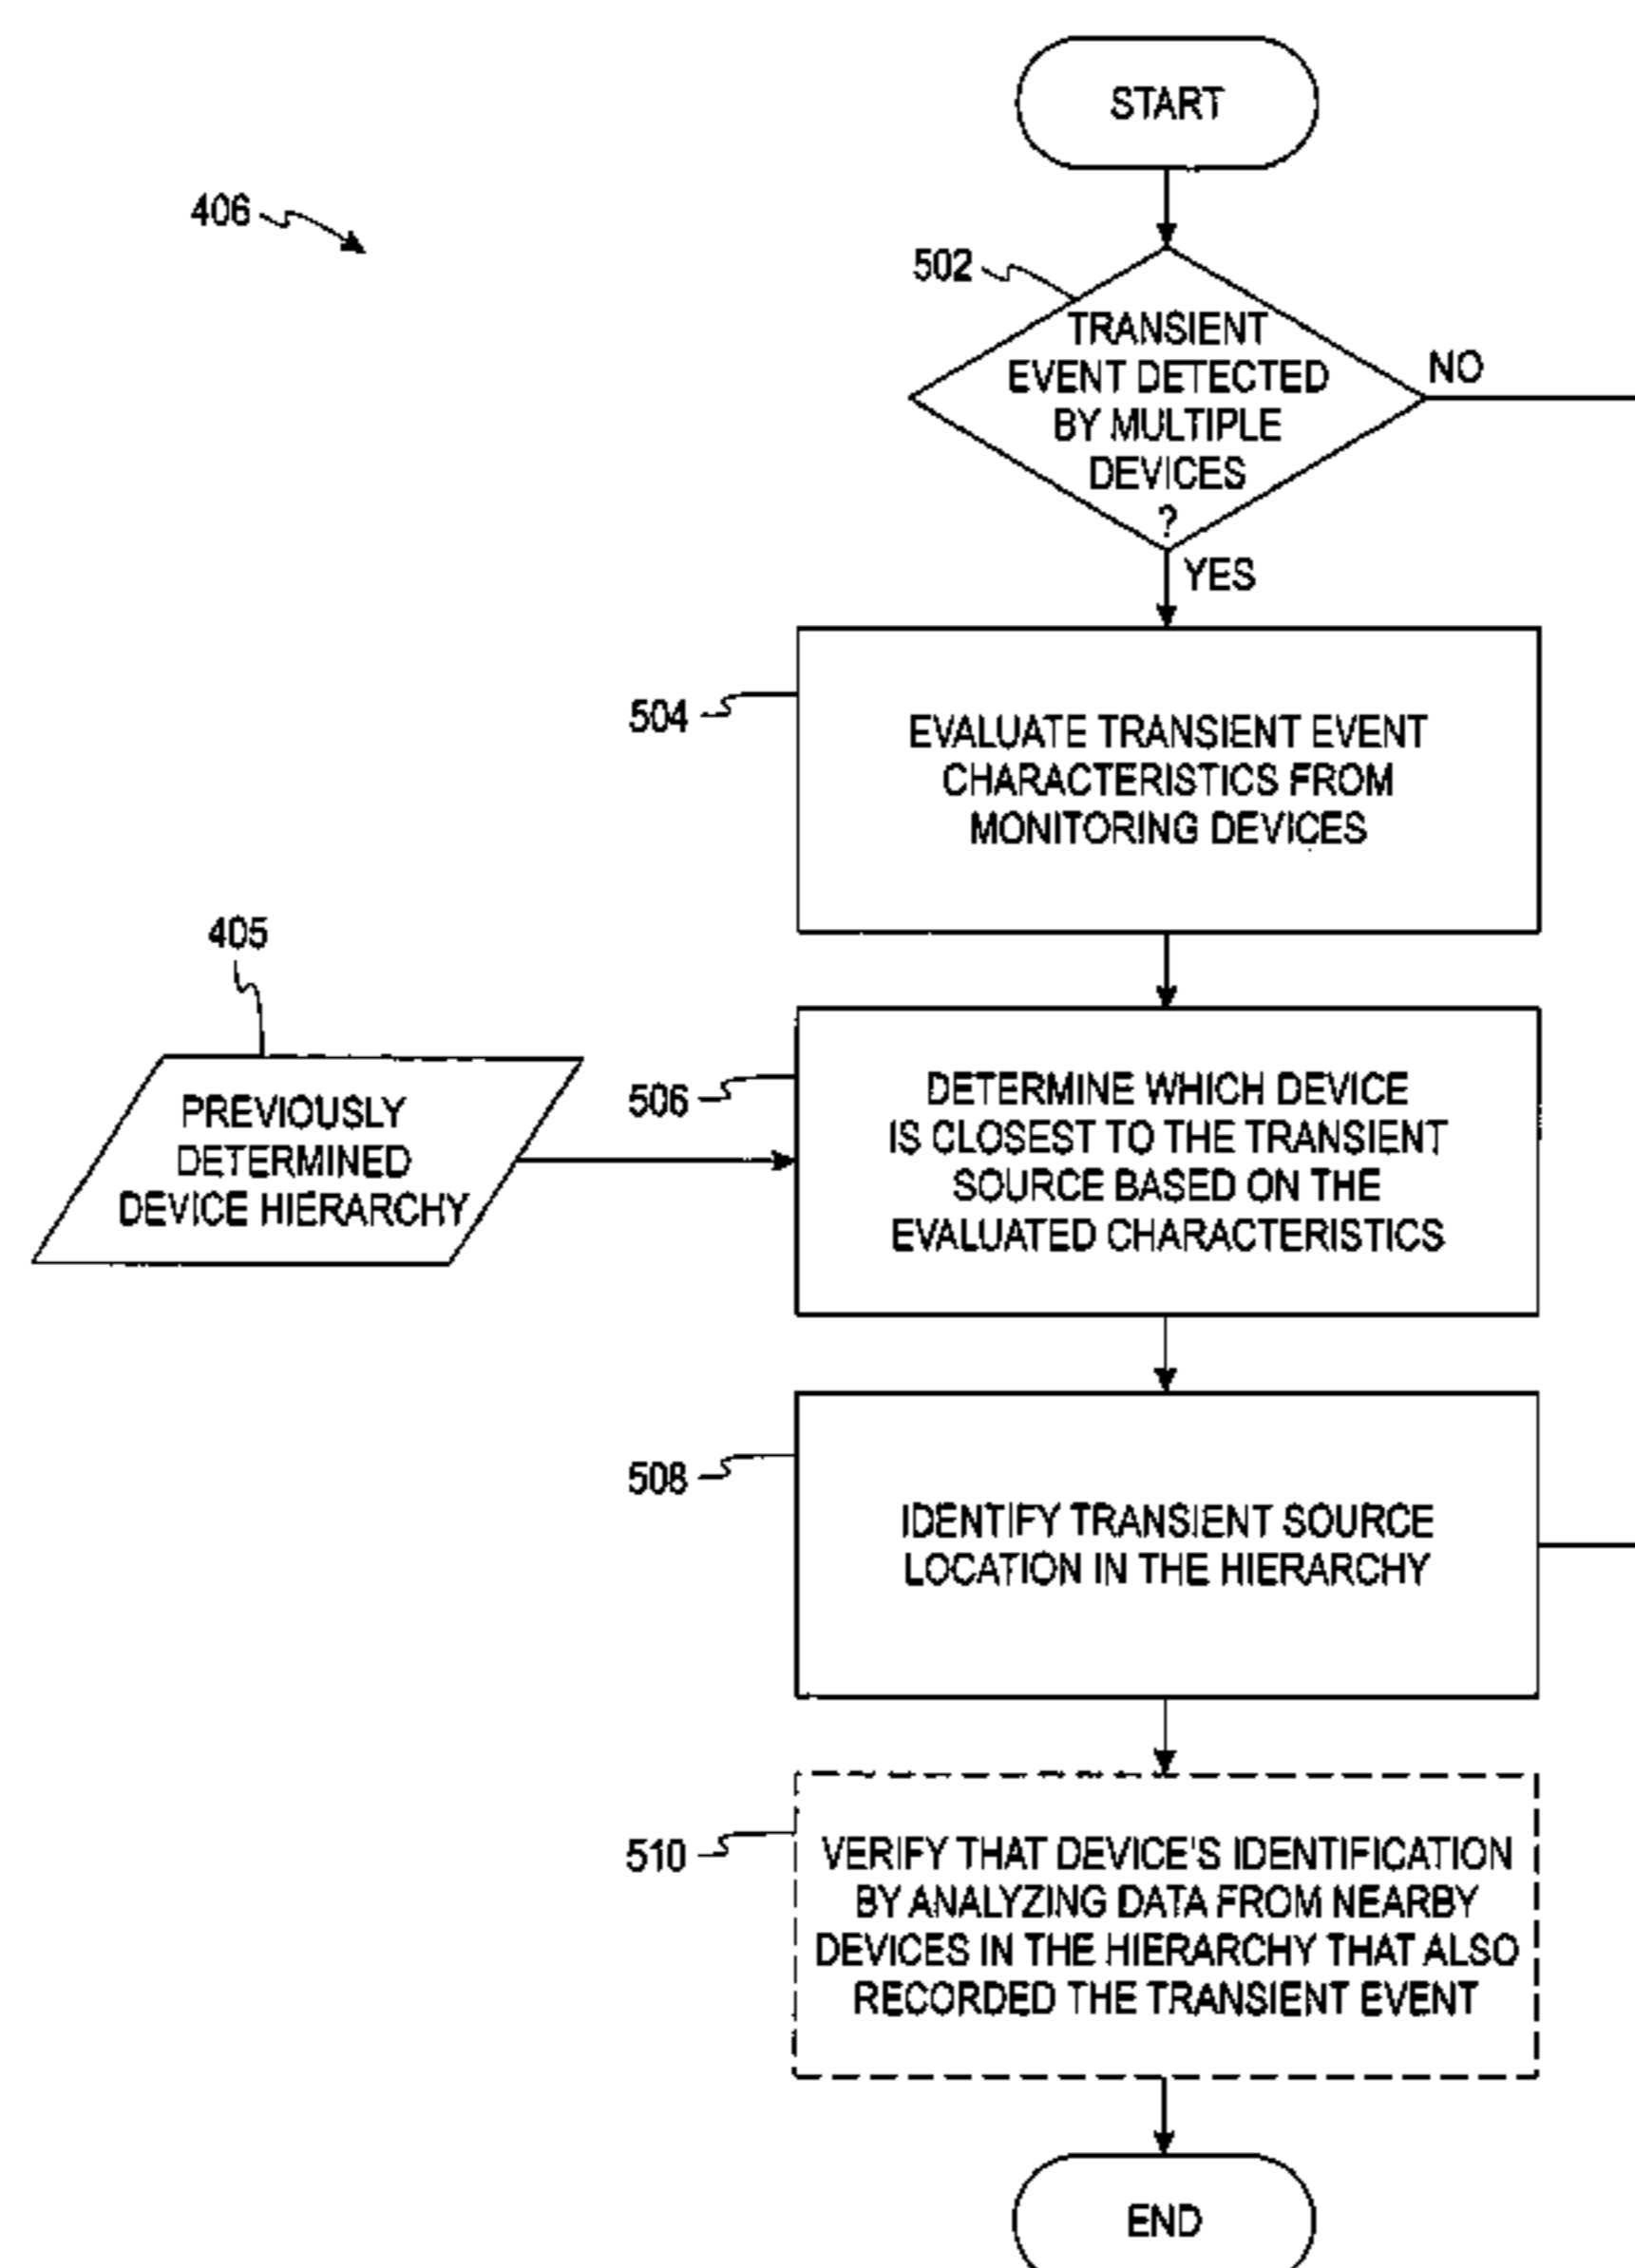 START
406
502
TRANSIENT
EVENT DETECTED
BY MULTIPLE
DEVICES
?
NO
YES
504
EVALUATE TRANSIENT EVENT
CHARACTERISTICS FROM
MONITORING DEVICES
405
PREVIOUSLY
DETERMINED
DEVICE HIERARCHY
506
DETERMINE WHICH DEVICE
IS CLOSEST TO THE TRANSIENT
SOURCE BASED ON THE
EVALUATED CHARACTERISTICS
508
IDENTIFY TRANSIENT SOURCE
LOCATION IN THE HIERARCHY
510
VERIFY THAT DEVICE'S IDENTIFICATION
BY ANALYZING DATA FROM NEARBY
DEVICES IN THE HIERARCHY THAT ALSO
RECORDED THE TRANSIENT EVENT
END